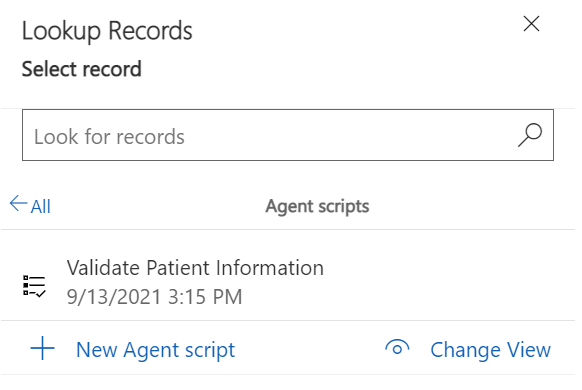 Lookup Records
Select record
Look for records
All Agent scripts
Validate Patient Information
9/13/2021 3:15 PM
New Agent script Change View